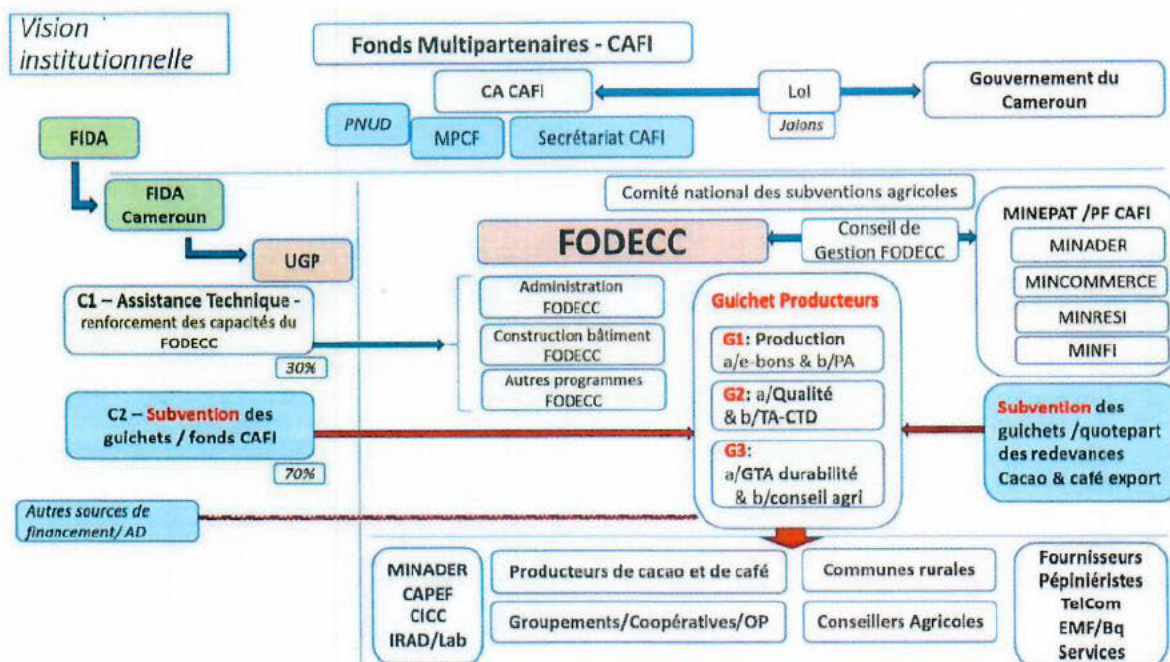 Vision
institutionnelle
Fonds Multipartenaires - CAFI
CA CAFI
LoI
Jalons
Gouvernement du
Cameroun
PNUD
MPCF
Secrétariat CAFI
FIDA
FIDA
Cameroun
UGP
Comité national des subventions agricoles
FODECC
Conseil de
Gestion FODECC
MINEPAT /PF CAFI
MINADER
MINCOMMERCE
MINRESI
MINFI
C1 – Assistance Technique -
renforcement des capacités du
FODECC
30%
Administration
FODECC
Construction bâtiment
FODECC
Autres programmes
FODECC
Guichet Producteurs
G1: Production
a/e-bons & b/PA
G2: a/Qualité
& b/TA-CTD
G3:
a/GTA durabilité
& b/conseil agri
C2 – Subvention des
guichets / fonds CAFI
70%
Subvention des
guichets /quotepart
des redevances
Cacao & café export
Autres sources de
financement/ AD
MINADER
CAPEF
CICC
IRAD/Lab
Producteurs de cacao et de café
Communes rurales
Groupements/Coopératives/OP
Conseillers Agricoles
Fournisseurs
Pépiniéristes
TelCom
EMF/Bq
Services